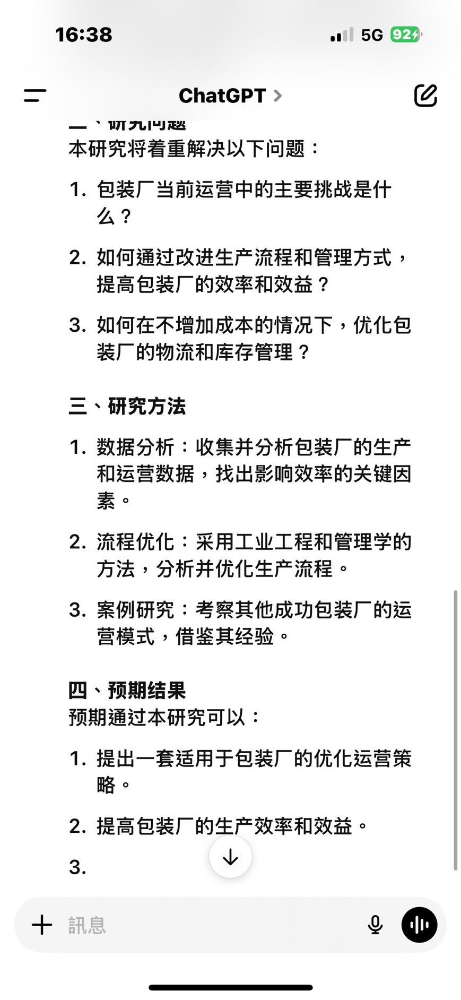 16:38
5G 92
ChatGPT >
二、研究问题
本研究将着重解决以下问题：
1. 包装厂当前运营中的主要挑战是什
么？
2. 如何通过改进生产流程和管理方式，
提高包装厂的效率和效益？
3. 如何在不增加成本的情况下，优化包
装厂的物流和库存管理？
三、研究方法
1. 数据分析：收集并分析包装厂的生产
和运营数据，找出影响效率的关键因
素。
2. 流程优化：采用工业工程和管理学的
方法，分析并优化生产流程。
3. 案例研究：考察其他成功包装厂的运
营模式，借鉴其经验。
四、预期结果
预期通过本研究可以：
1. 提出一套适用于包装厂的优化运营策
略。
2. 提高包装厂的生产效率和效益。
3.
訊息